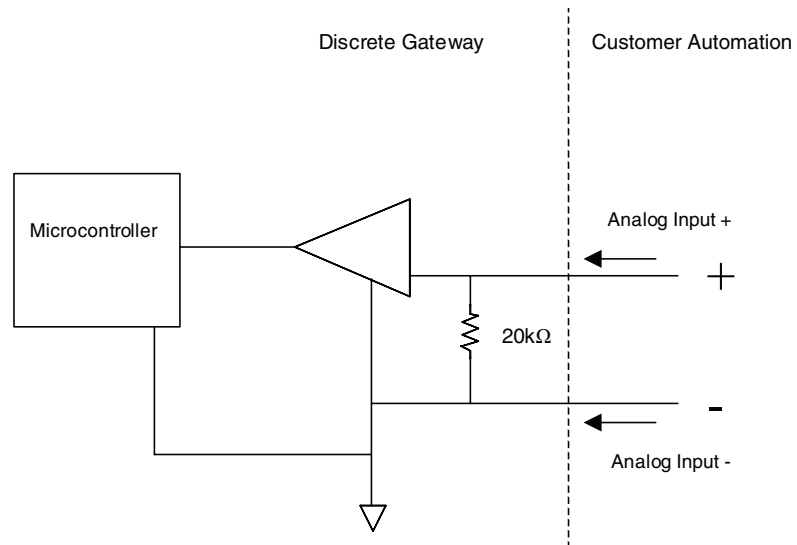 Discrete Gateway
Customer Automation
Microcontroller
Analog Input +
+
20kΩ
-
Analog Input -